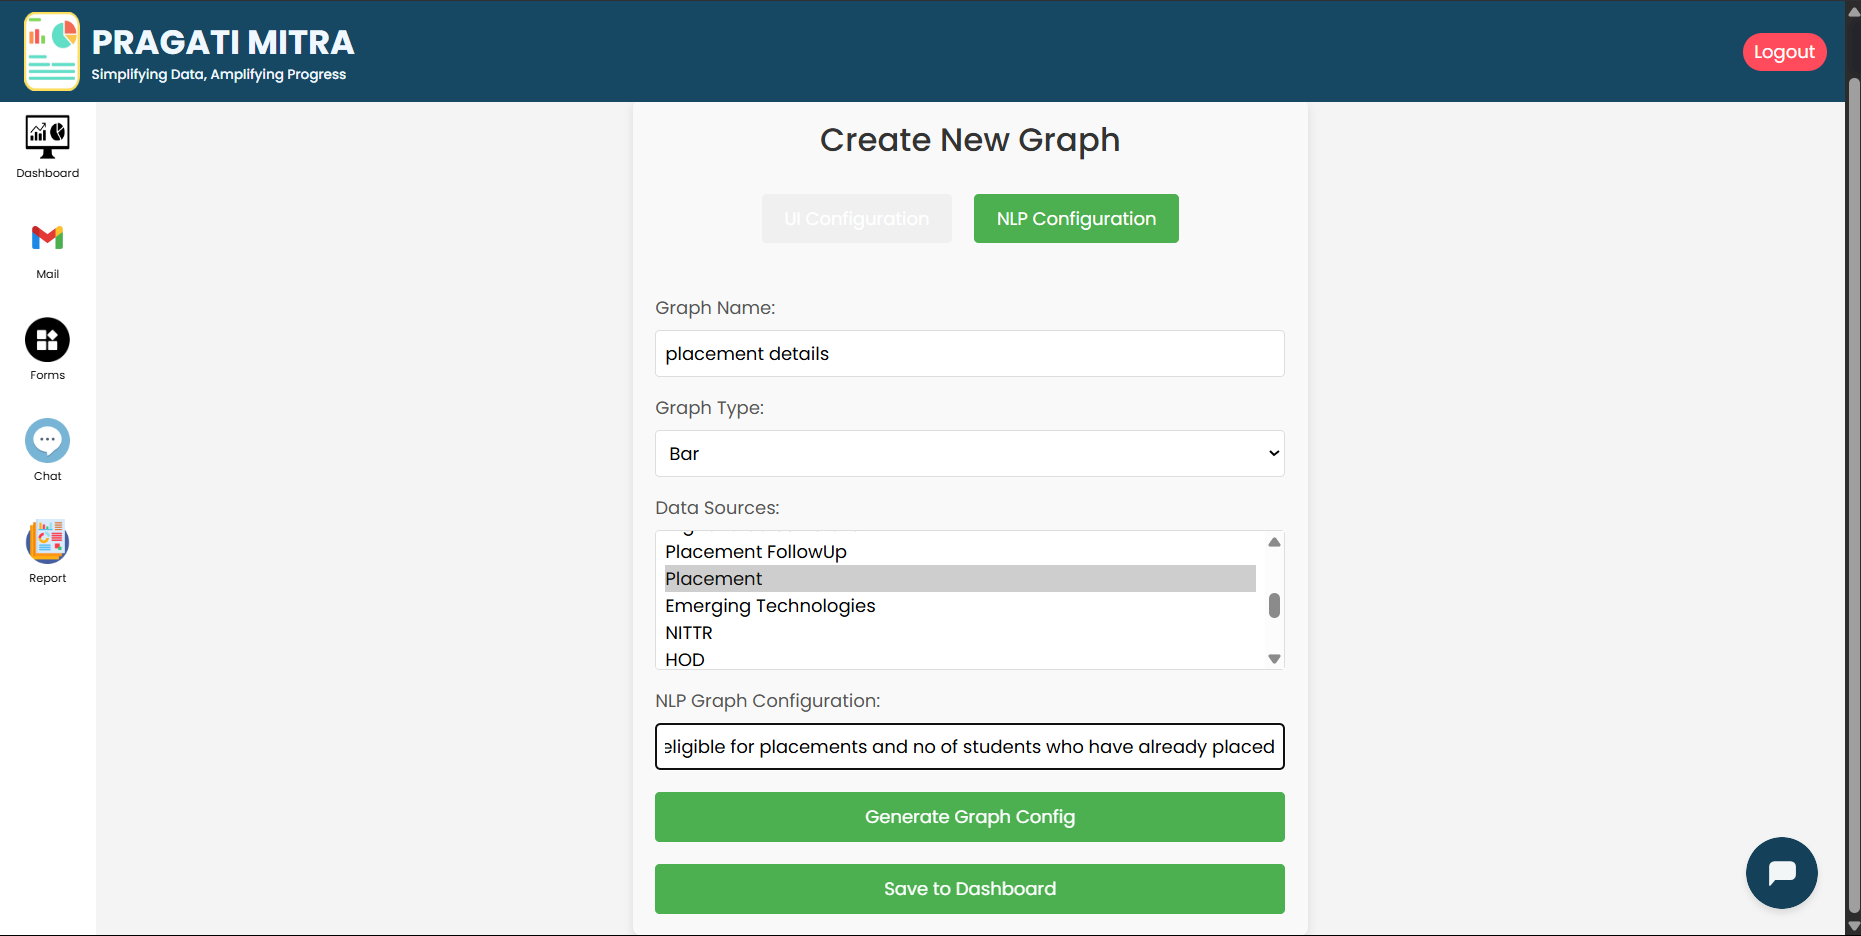 PRAGATI MITRA
Simplifying Data, Amplifying Progress
Logout
Dashboard
Mail
Forms
Chat
Report
Create New Graph
UI Configuration
NLP Configuration
Graph Name:
placement details
Graph Type:
Bar
Data Sources:
Placement FollowUp
Placement
Emerging Technologies
NITTR
HOD
NLP Graph Configuration:
eligible for placements and no of students who have already placed
Generate Graph Config
Save to Dashboard